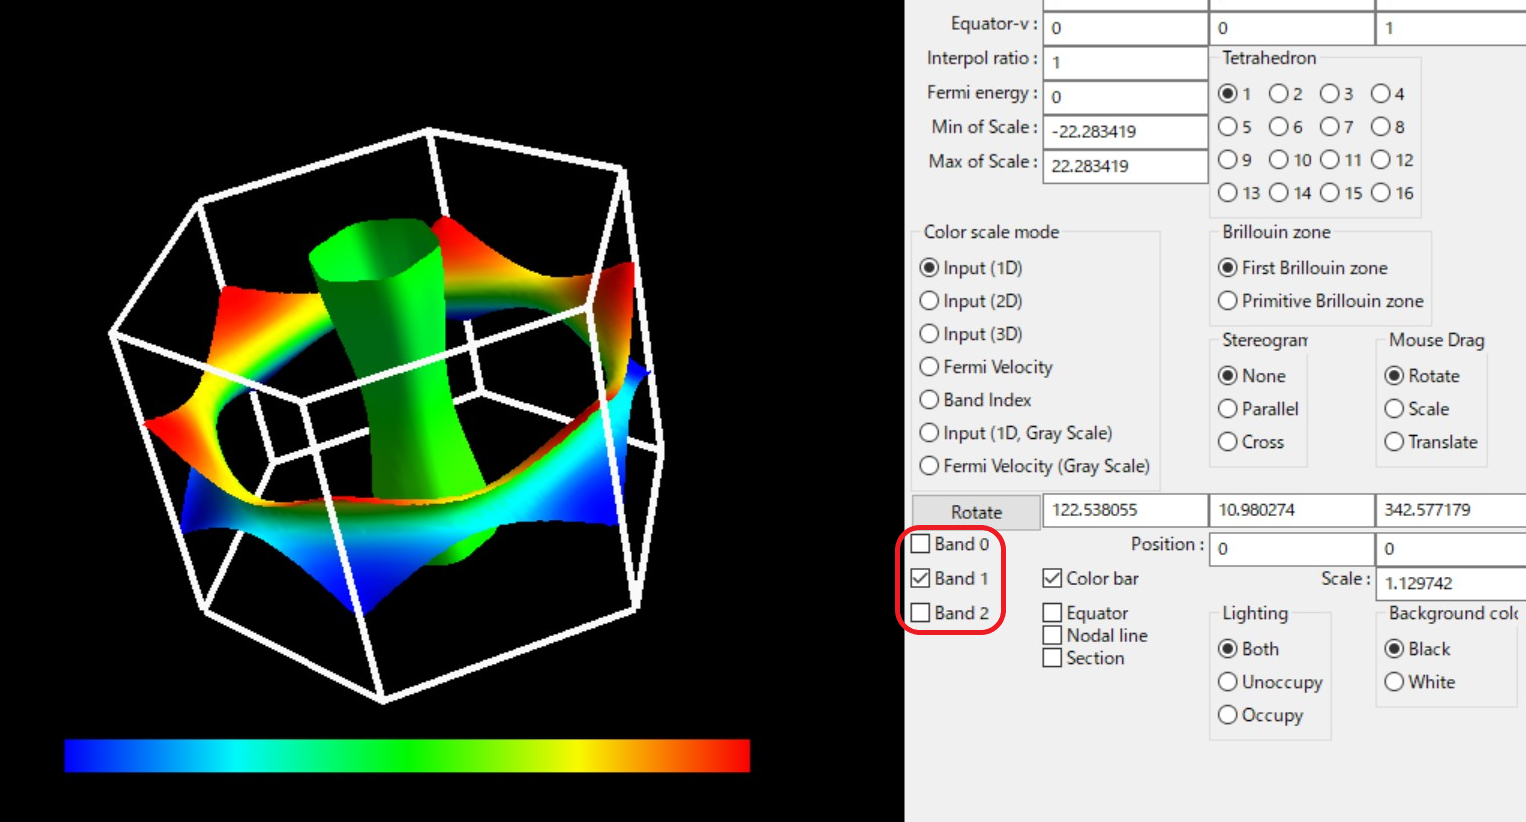 Equator-v : 0 0 1
Interpol ratio : 1
Tetrahedron
Fermi energy : 0
1 2 3 4
Min of Scale : -22.283419
5 6 7 8
Max of Scale : 22.283419
9 10 11 12
13 14 15 16
Color scale mode
Input (1D)
Input (2D)
Input (3D)
Fermi Velocity
Band Index
Input (1D, Gray Scale)
Fermi Velocity (Gray Scale)
Brillouin zone
First Brillouin zone
Primitive Brillouin zone
Stereogram
None
Parallel
Cross
Mouse Drag
Rotate
Scale
Translate
Rotate 122.538055 10.980274 342.577179
Band 0
Band 1
Band 2
Position : 0 0
Color bar
Scale : 1.129742
Equator
Nodal line
Section
Lighting
Both
Unoccupy
Occupy
Background colo
Black
White